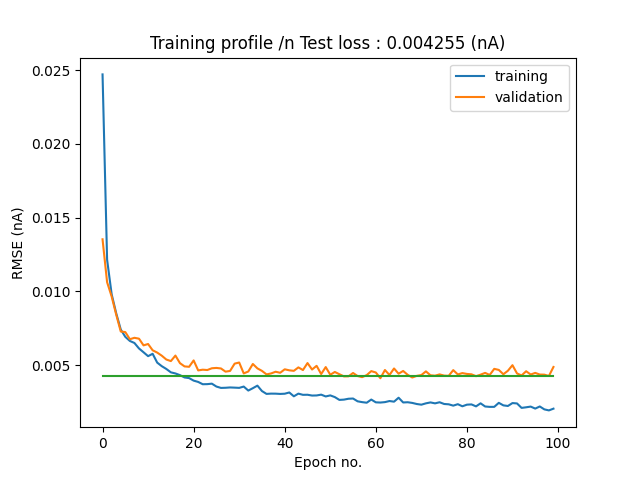 Training profile /n Test loss : 0.004255 (nA)
training
validation
RMSE (nA)
0.025
0.020
0.015
0.010
0.005
0 20 40 60 80 100
Epoch no.